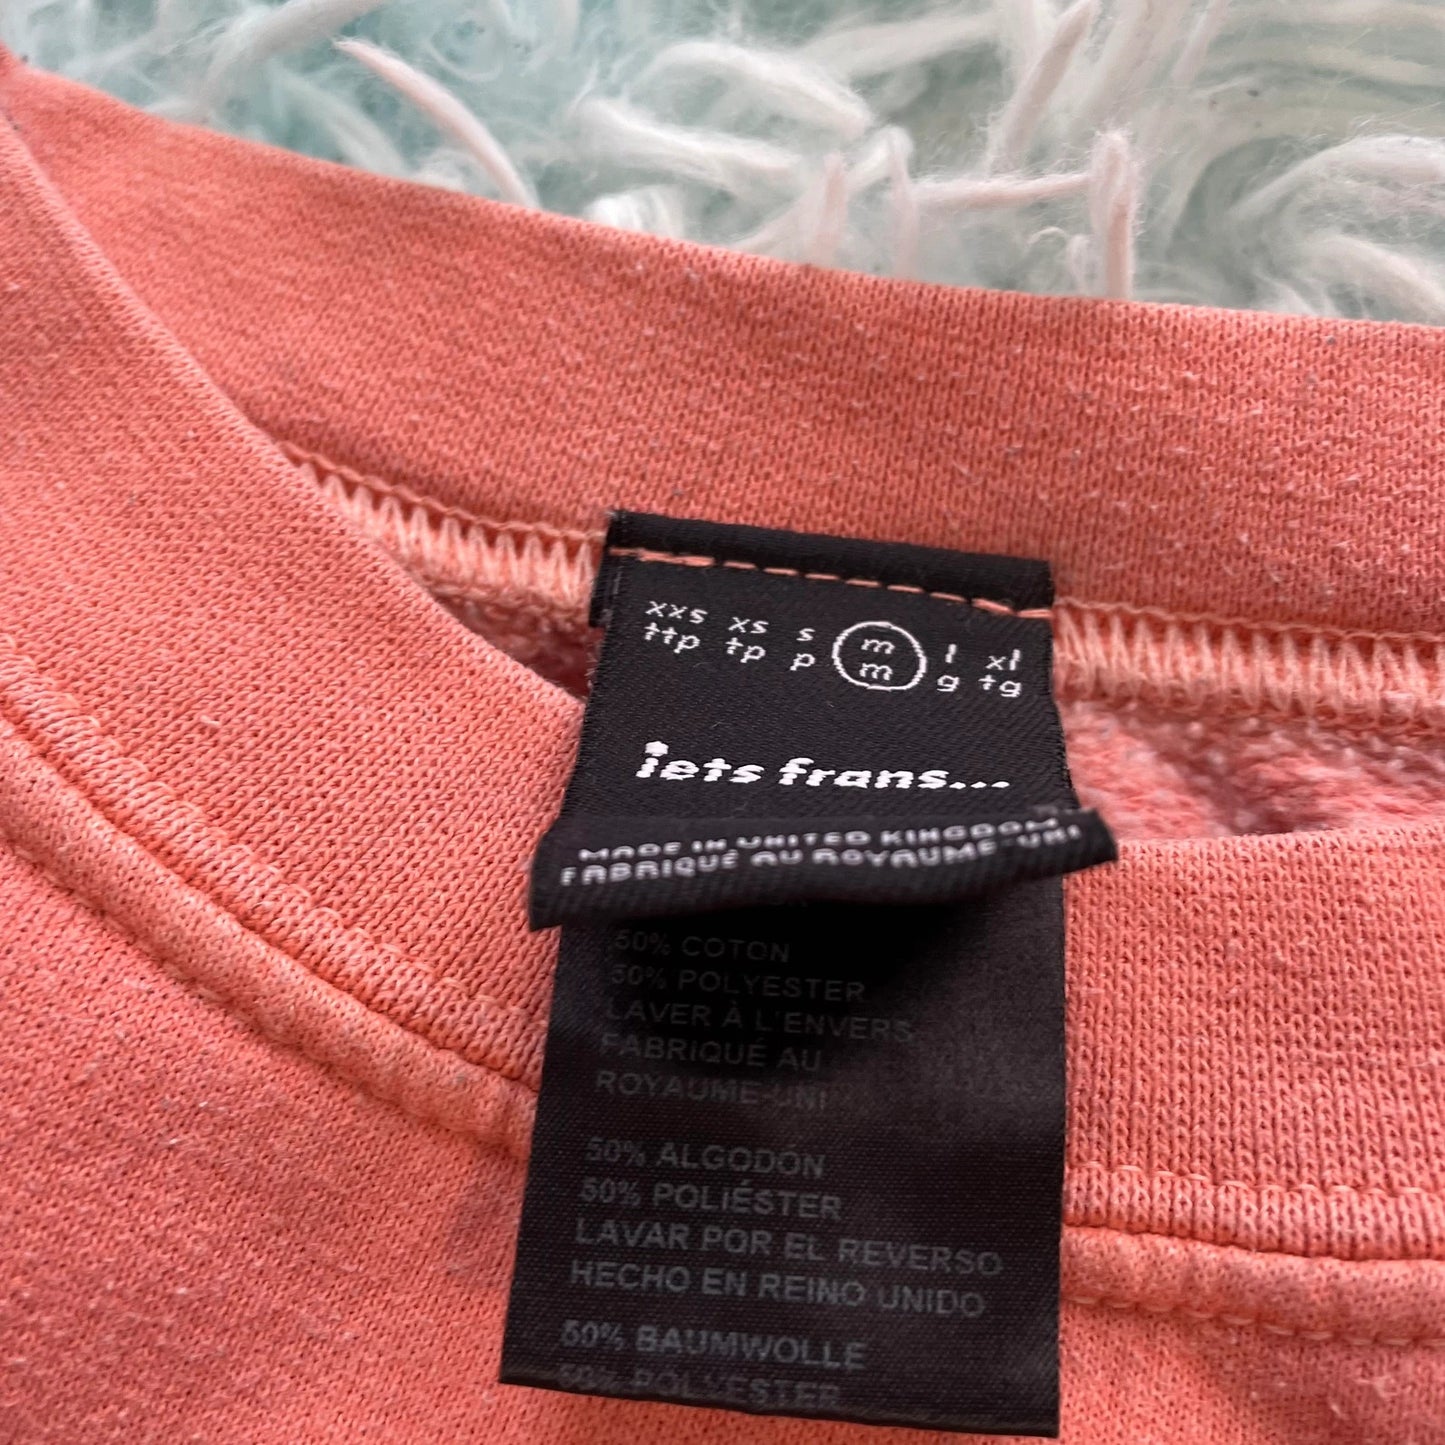 xxs xs s m l xl
ttp tp p m g tg
iets frans...
MADE IN UNITED KINGDOM
FABRIQUÉ AU ROYAUME-UNI
50% COTON
50% POLYESTER
LAVER À L'ENVERS
FABRIQUÉ AU
ROYAUME-UNI
50% ALGODÓN
50% POLIÉSTER
LAVAR POR EL REVERSO
HECHO EN REINO UNIDO
50% BAUMWOLLE
50% POLYESTER